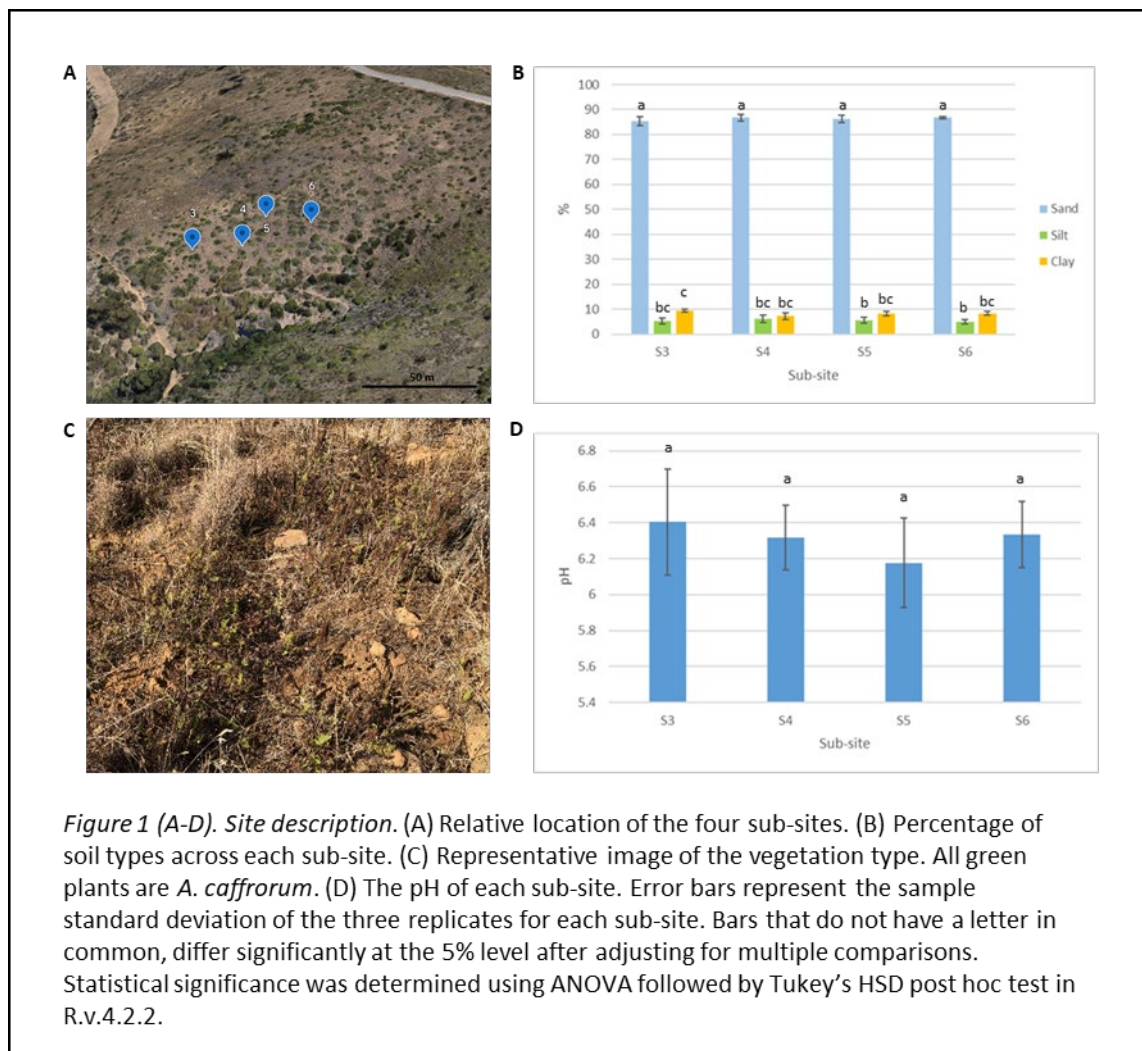 A
3
4
6
5
50 m
B
100
90
80
70
60
50
40
30
20
10
0
%
a
a
a
a
bc
c
bc
bc
b
bc
b
bc
S3
S4
S5
S6
Sub-site
Sand
Silt
Clay
C
D
6.8
6.6
6.4
6.2
6
5.8
5.6
5.4
pH
a
a
a
a
S3
S4
S5
S6
Sub-site
Figure 1 (A-D). Site description. (A) Relative location of the four sub-sites. (B) Percentage of
soil types across each sub-site. (C) Representative image of the vegetation type. All green
plants are A. caffrorum. (D) The pH of each sub-site. Error bars represent the sample
standard deviation of the three replicates for each sub-site. Bars that do not have a letter in
common, differ significantly at the 5% level after adjusting for multiple comparisons.
Statistical significance was determined using ANOVA followed by Tukey’s HSD post hoc test in
R.v.4.2.2.